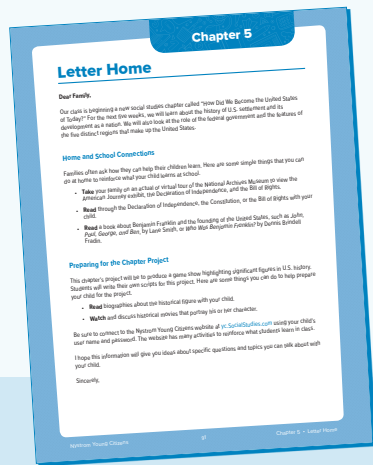 Chapter 5
Letter Home
Dear Family,
Our class is beginning a new social studies chapter called "How Did We Become the United States
of Today?" For the next five weeks, we will learn about the history of U.S. settlement and its
development as a nation. We will also look at the role of the federal government and the features of
the five distinct regions that make up the United States.
Home and School Connections
Families often ask how they can help their children learn. Here are some simple things that you can
do at home to reinforce what your child learns at school.
• Take your family on an actual or virtual tour of the National Archives Museum to view the
American Journey exhibit, the Declaration of Independence, and the Bill of Rights.
• Read through the Declaration of Independence, the Constitution, or the Bill of Rights with your
child.
• Read a book about Benjamin Franklin and the founding of the United States, such as John,
Paul, George, and Ben, by Lane Smith, or Who Was Benjamin Franklin? by Dennis Brindell
Fradin.
Preparing for the Chapter Project
This chapter's project will be to produce a game show highlighting significant figures in U.S. history.
Students will write their own scripts for this project. Here are some things you can do to help prepare
your child for the project.
• Read biographies about the historical figure with your child.
• Watch and discuss historical movies that portray his or her character.
Be sure to connect to the Nystrom Young Citizens website at yc.SocialStudies.com using your child's
user name and password. The website has many activities to reinforce what students learn in class.
I hope this information will give you ideas about specific questions and topics you can talk about with
your child.
Sincerely,
Nystrom Young Citizens
Chapter 5 • Letter Home